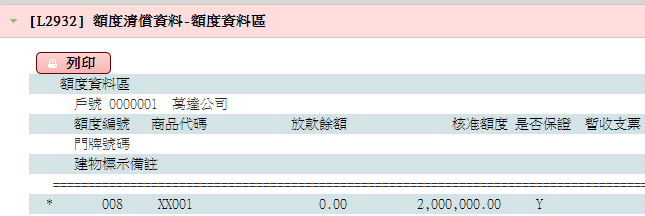 [L2932] 額度清償資料-額度資料區
列印
額度資料區
戶號 0000001 萬達公司
額度編號 商品代碼 放款餘額 核准額度 是否保證 暫收支票
門牌號碼
建物標示備註
================================================================================
* 008 XX001 0.00 2,000,000.00 Y